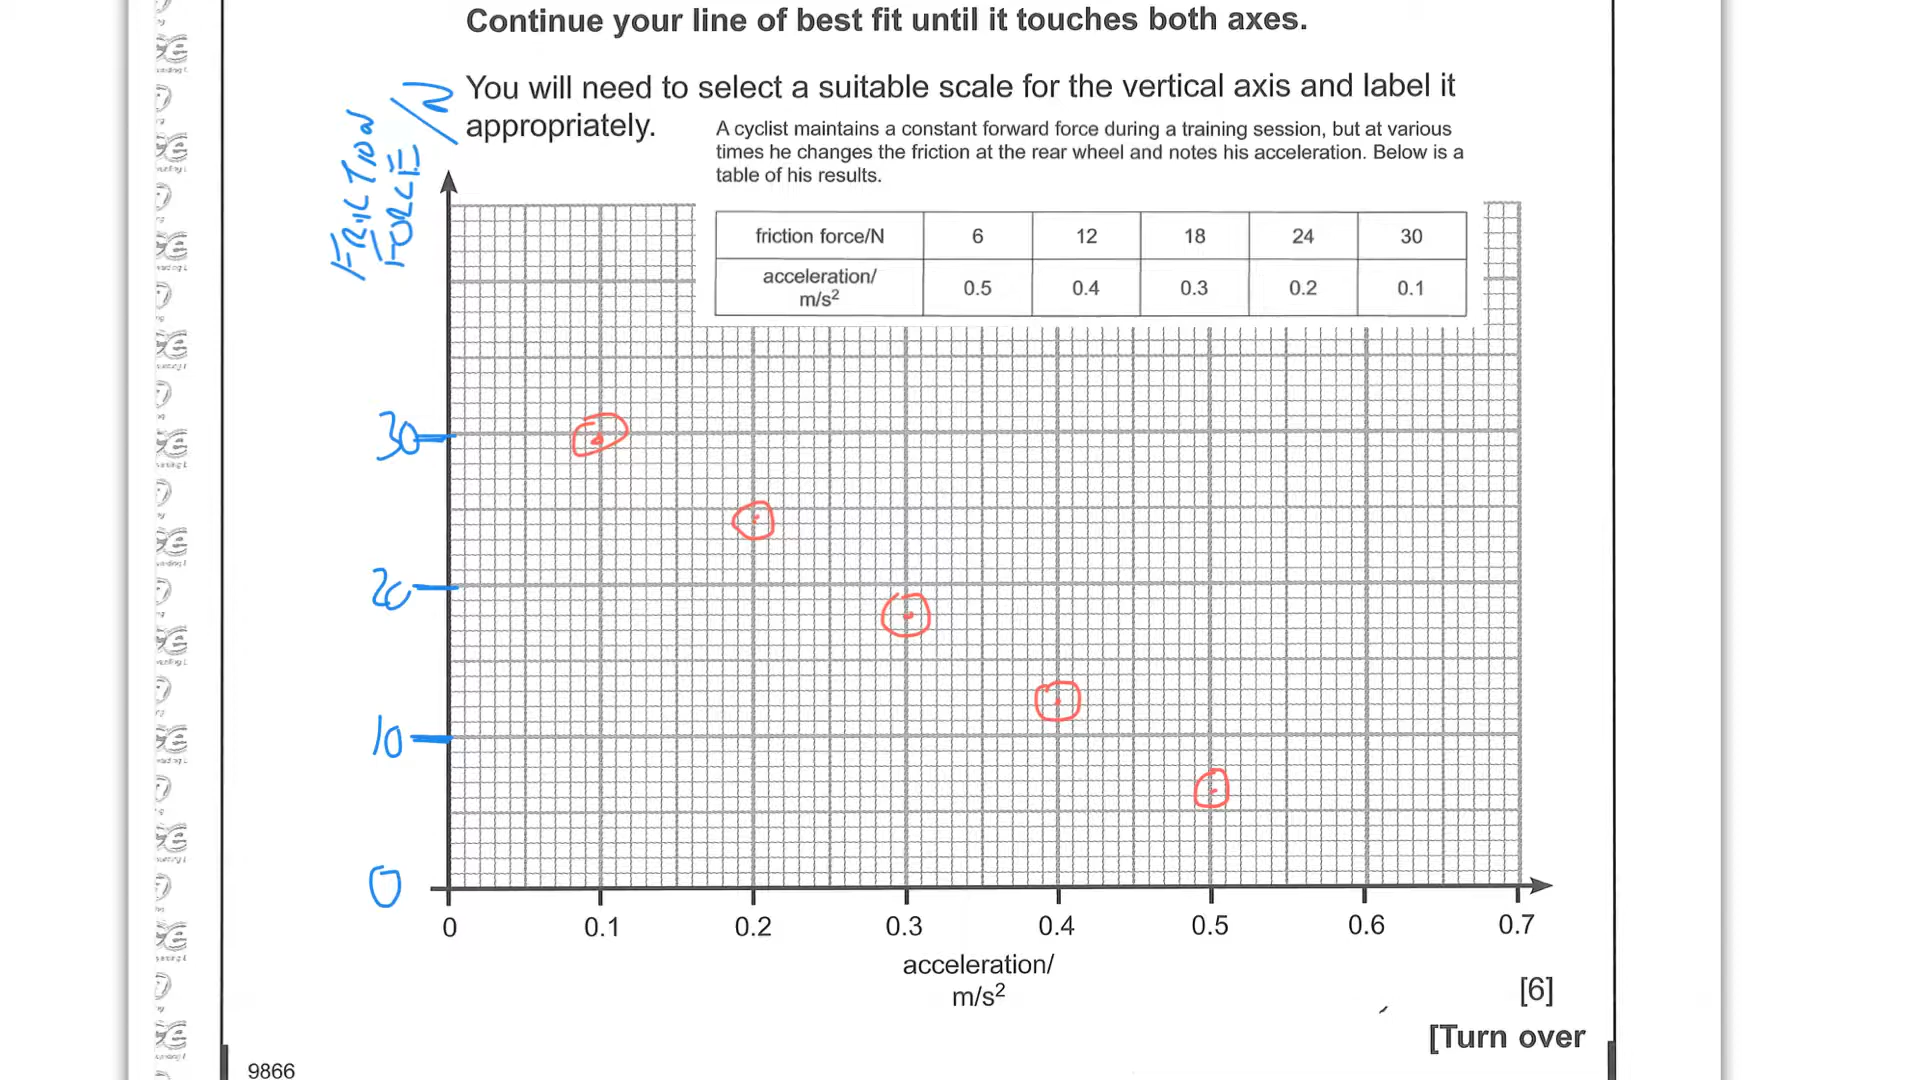 Continue your line of best fit until it touches both axes.
You will need to select a suitable scale for the vertical axis and label it
appropriately.
A cyclist maintains a constant forward force during a training session, but at various
times he changes the friction at the rear wheel and notes his acceleration. Below is a
table of his results.
friction force/N 6 12 18 24 30
acceleration/
m/s² 0.5 0.4 0.3 0.2 0.1
FRICTION
FORCE /N
30
20
10
0
0 0.1 0.2 0.3 0.4 0.5 0.6 0.7
acceleration/
m/s²
[6]
[Turn over
9866